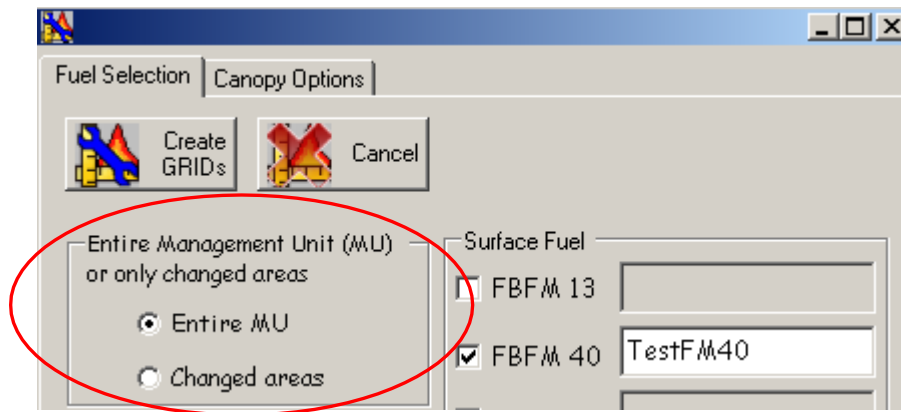 Fuel Selection
Canopy Options
Create
GRIDs
Cancel
Entire Management Unit (MU)
or only changed areas
Entire MU
Changed areas
Surface Fuel
FBFM 13
FBFM 40
TestFM40